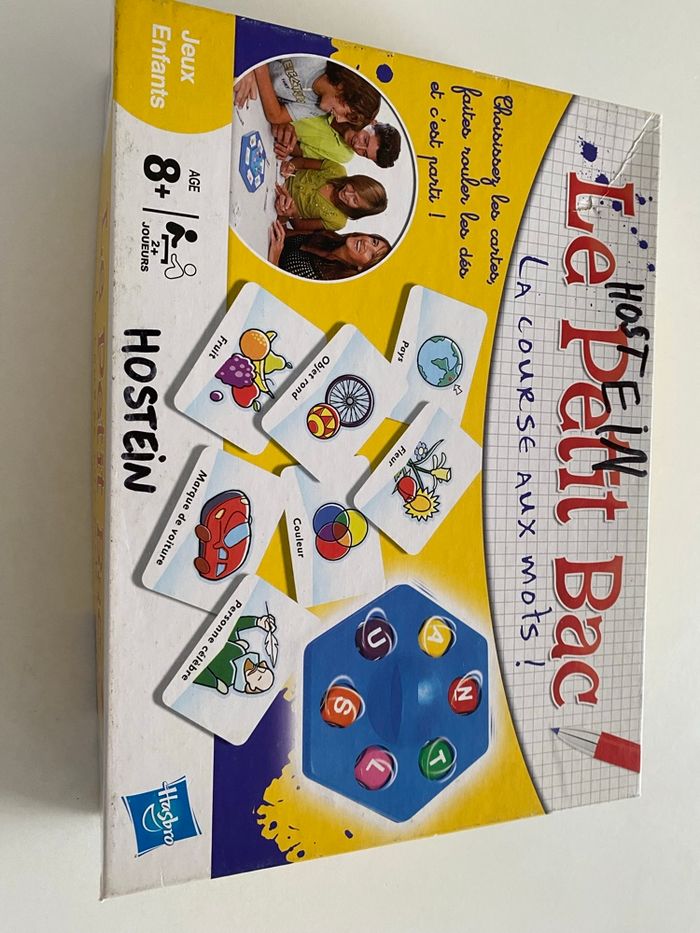 Le Petit Bac
HOSTEIN
LA COURSE AUX MOTS !
Choisissez les cartes,
faites rouler les dés
et c'est parti !
Jeux
Enfants
AGE
8+
2+
JOUEURS
HOSTEIN
Pays
Objet rond
Fruit
Fleur
Couleur
Marque de voiture
Personne célèbre
A
N
U
T
S
L
Hasbro